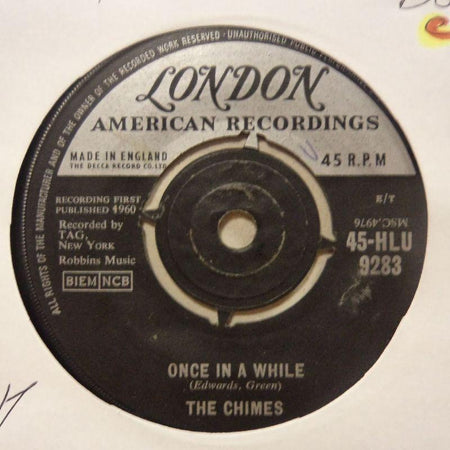 ALL RIGHTS OF THE MANUFACTURER AND OF THE OWNER OF THE RECORDED WORK RESERVED - UNAUTHORISED PUBLIC
LONDON
AMERICAN RECORDINGS
MADE IN ENGLAND
THE DECCA RECORD CO. LTD.
45 R.P.M
RECORDING FIRST
PUBLISHED 1960
Recorded by
TAG,
New York
Robbins Music
BIEM NCB
E/T
MSC.4976
45-HLU
9283
ONCE IN A WHILE
(Edwards, Green)
THE CHIMES